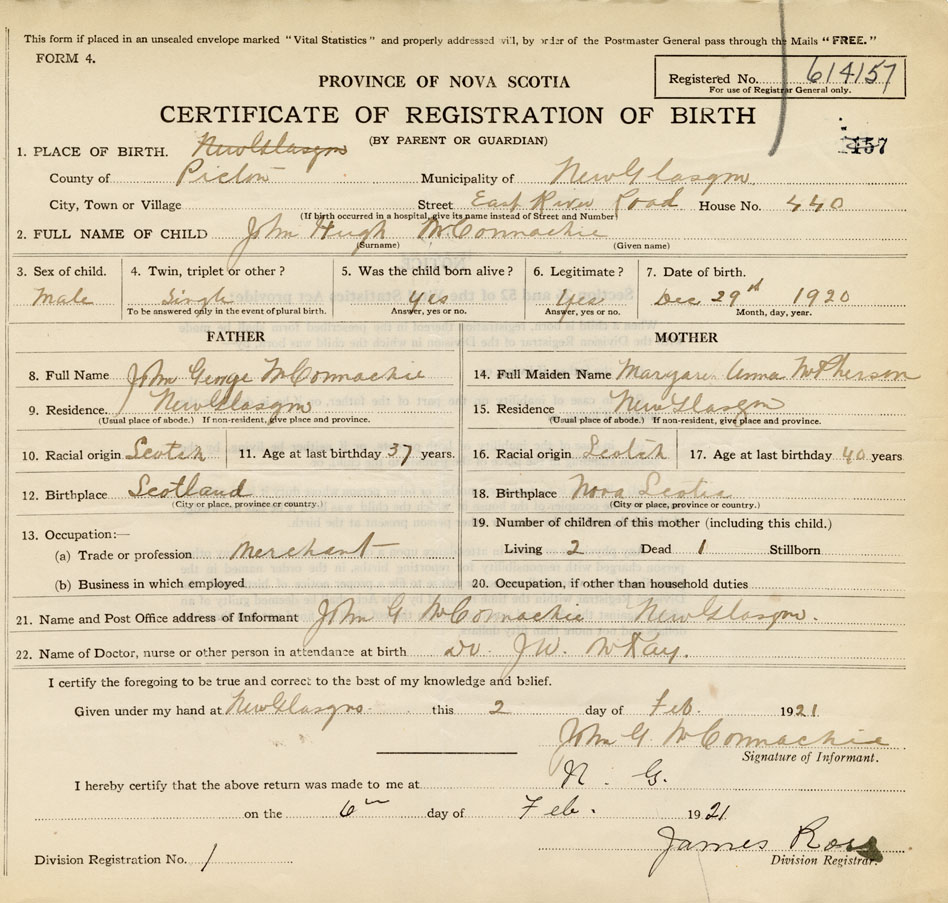 This form if placed in an unsealed envelope marked "Vital Statistics" and properly addressed will, by order of the Postmaster General pass through the Mails "FREE."
FORM 4.
PROVINCE OF NOVA SCOTIA
Registered No. 614157
For use of Registrar General only.
CERTIFICATE OF REGISTRATION OF BIRTH
(BY PARENT OR GUARDIAN)
157
1. PLACE OF BIRTH. New Glasgow
County of Pictou Municipality of New Glasgow
City, Town or Village Street East River Road House No. 440
(If birth occurred in a hospital, give its name instead of Street and Number)
2. FULL NAME OF CHILD John Hugh McConnachie
(Surname) (Given name)
3. Sex of child. 4. Twin, triplet or other? 5. Was the child born alive? 6. Legitimate? 7. Date of birth.
Male Single Yes Yes Dec 29 1920
To be answered only in the event of plural birth. Answer, yes or no. Answer, yes or no. Month, day, year.
FATHER MOTHER
8. Full Name John George McConnachie 14. Full Maiden Name Margaret Anna McPherson
9. Residence. New Glasgow 15. Residence New Glasgow
(Usual place of abode.) If non-resident, give place and province. (Usual place of abode.) If non-resident, give place and province.
10. Racial origin Scotch 11. Age at last birthday 37 years. 16. Racial origin Scotch 17. Age at last birthday 40 years
12. Birthplace Scotland 18. Birthplace Nova Scotia
(City or place, province or country.) (City or place, province or country.)
13. Occupation:— 19. Number of children of this mother (including this child.)
(a) Trade or profession Merchant Living 2 Dead 1 Stillborn
(b) Business in which employed 20. Occupation, if other than household duties
21. Name and Post Office address of Informant John G McConnachie New Glasgow.
22. Name of Doctor, nurse or other person in attendance at birth Dr. J.W. McKay.
I certify the foregoing to be true and correct to the best of my knowledge and belief.
Given under my hand at New Glasgow this 2 day of Feb. 1921
John G McConnachie
Signature of Informant.
I hereby certify that the above return was made to me at N. G.
on the 6th day of Feb. 1921
James Ross
Division Registration No. 1 Division Registrar.